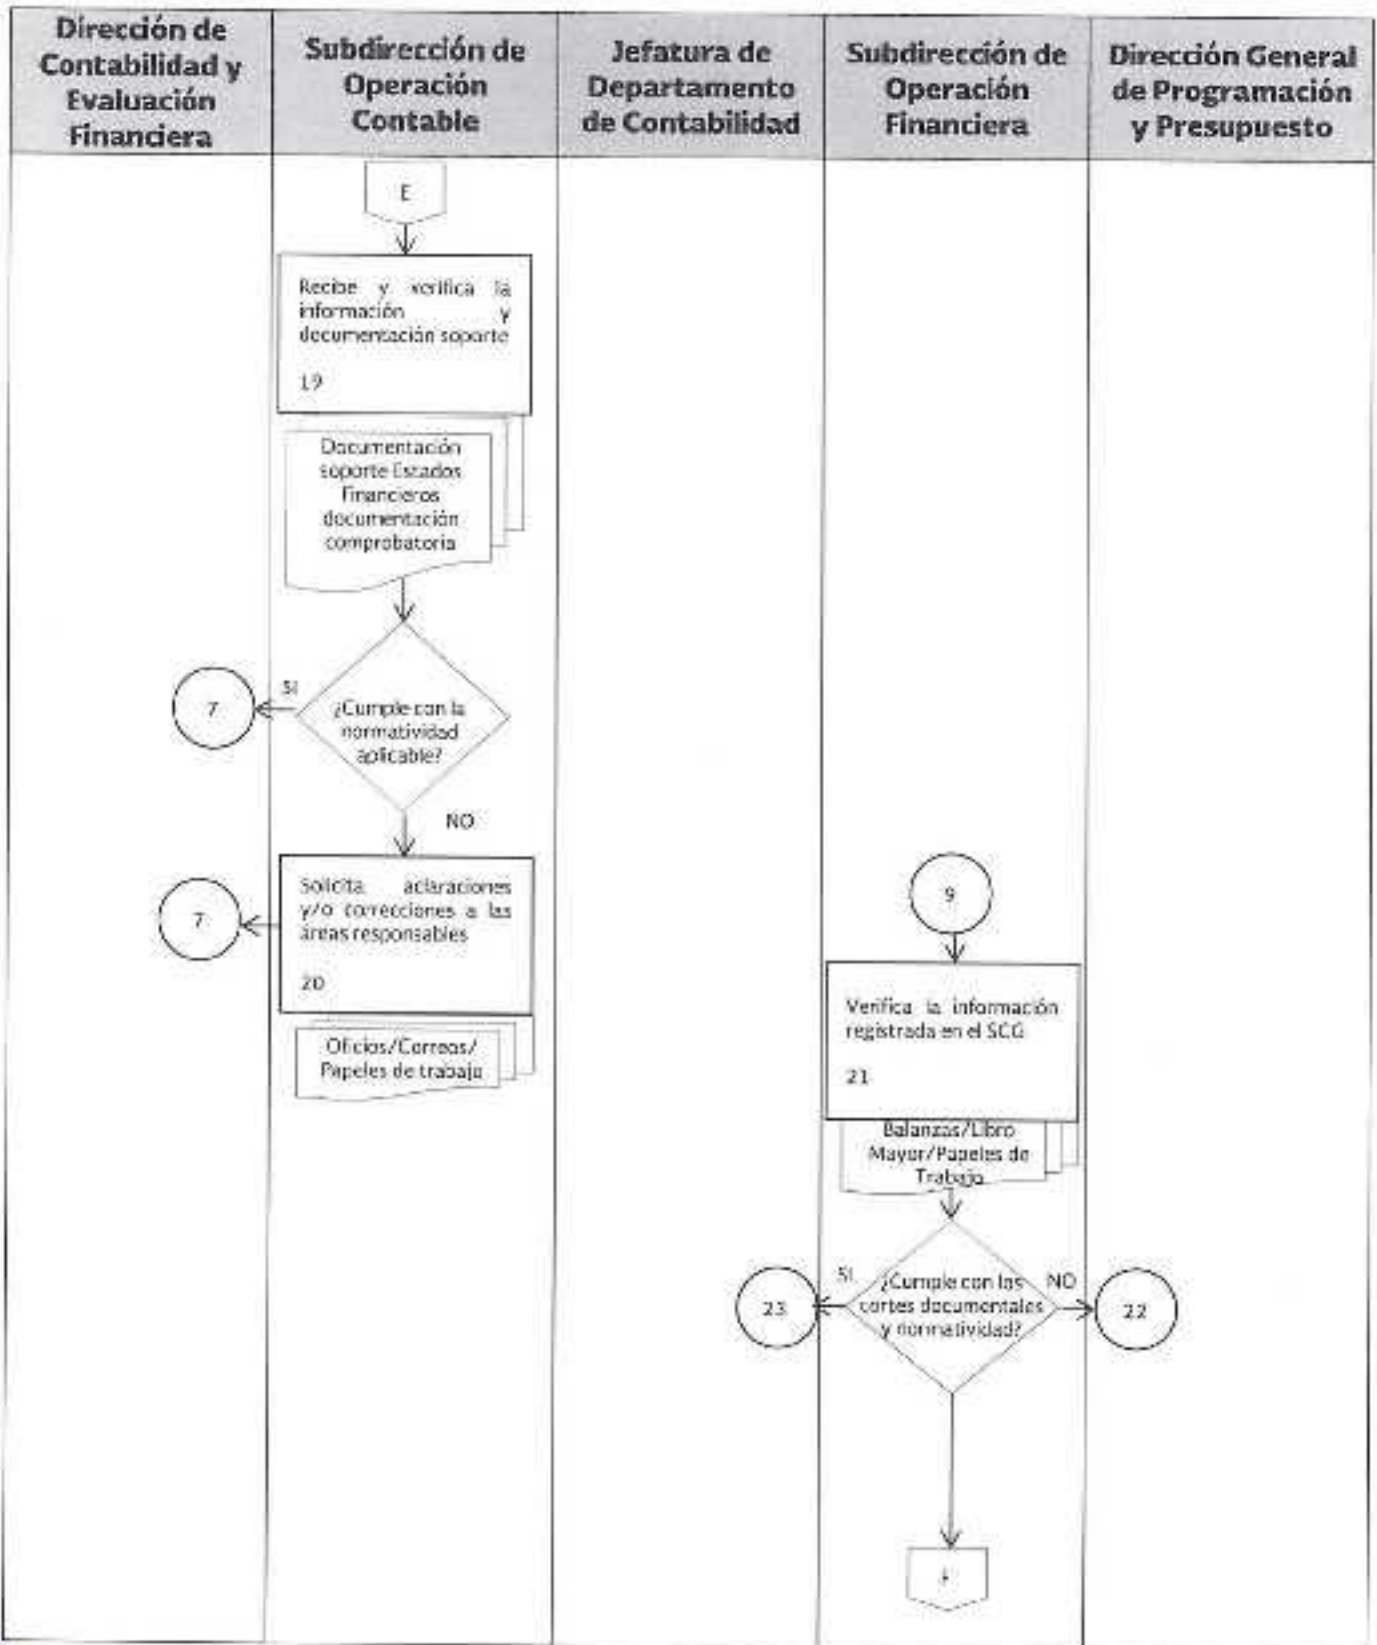 Dirección de
Contabilidad y
Evaluación
Financiera
Subdirección de
Operación
Contable
Jefatura de
Departamento
de Contabilidad
Subdirección de
Operación
Financiera
Dirección General
de Programación
y Presupuesto
E
Recibe y verifica la
información y
documentación soporte
19
Documentación
soporte Estados
Financieros
documentación
comprobatoria
¿Cumple con la
normatividad
aplicable?
SI
7
NO
Solicita aclaraciones
y/o correcciones a las
áreas responsables
20
7
Oficios/Correos/
Papeles de trabajo
9
Verifica la información
registrada en el SCG
21
Balanzas/Libro
Mayor/Papeles de
Trabajo
¿Cumple con los
cortes documentales
y normatividad?
SI
23
NO
22